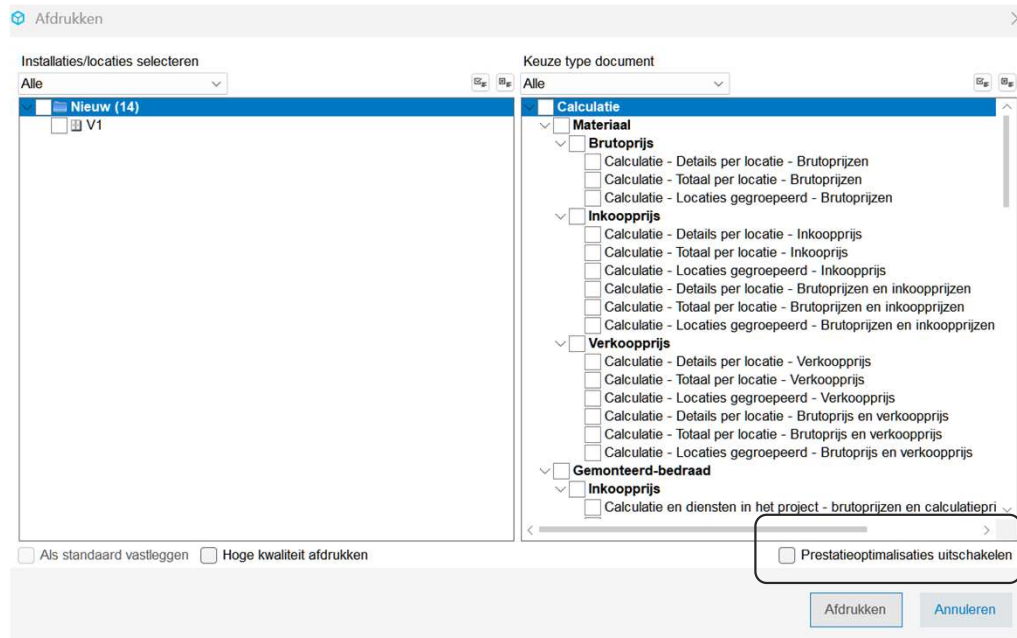 Afdrukken
Installaties/locaties selecteren
Alle
Nieuw (14)
V1
Keuze type document
Alle
Calculatie
Materiaal
Brutoprijs
Calculatie - Details per locatie - Brutoprijzen
Calculatie - Totaal per locatie - Brutoprijzen
Calculatie - Locaties gegroepeerd - Brutoprijzen
Inkoopprijs
Calculatie - Details per locatie - Inkoopprijs
Calculatie - Totaal per locatie - Inkooprijs
Calculatie - Locaties gegroepeerd - Inkoopprijs
Calculatie - Details per locatie - Brutoprijzen en inkoopprijzen
Calculatie - Totaal per locatie - Brutoprijzen en inkoopprijzen
Calculatie - Locaties gegroepeerd - Brutoprijzen en inkoopprijzen
Verkoopprijs
Calculatie - Details per locatie - Verkoopprijs
Calculatie - Totaal per locatie - Verkoopprijs
Calculatie - Locaties gegroepeerd - Verkoopprijs
Calculatie - Details per locatie - Brutoprijs en verkoopprijs
Calculatie - Totaal per locatie - Brutoprijs en verkoopprijs
Calculatie - Locaties gegroepeerd - Brutoprijs en verkoopprijs
Gemonteerd-bedraad
Inkoopprijs
Calculatie en diensten in het project - brutoprijzen en calculatiepri
Als standaard vastleggen Hoge kwaliteit afdrukken
Prestatieoptimalisaties uitschakelen
Afdrukken Annuleren